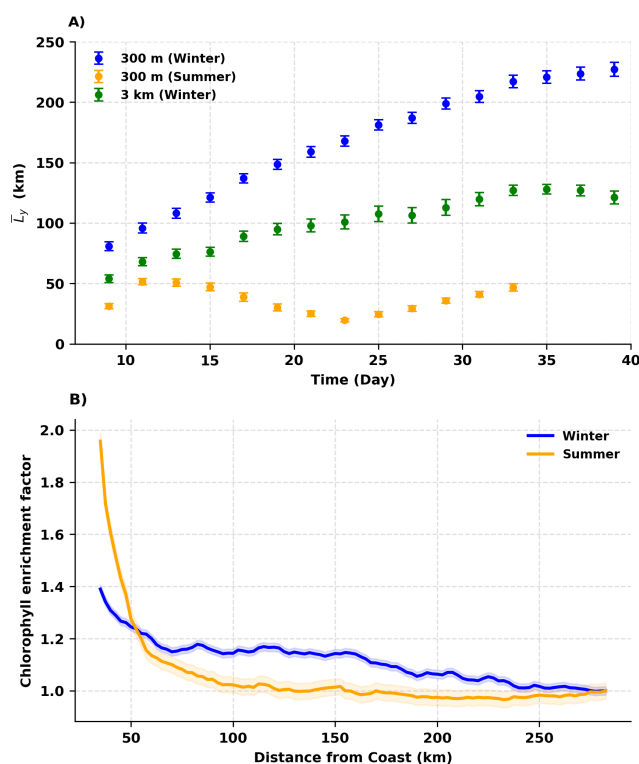 A)
250
200
150
100
50
0
L̅y (km)
300 m (Winter)
300 m (Summer)
3 km (Winter)
10 15 20 25 30 35 40
Time (Day)
B)
2.0
1.8
1.6
1.4
1.2
1.0
Chlorophyll enrichment factor
Winter
Summer
50 100 150 200 250
Distance from Coast (km)